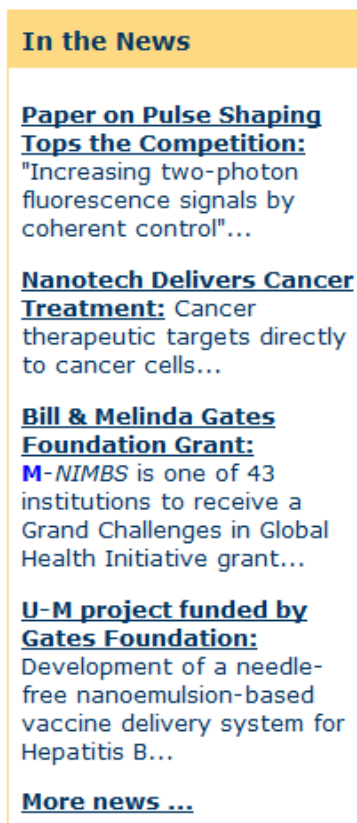 In the News
Paper on Pulse Shaping
Tops the Competition:
"Increasing two-photon
fluorescence signals by
coherent control"...
Nanotech Delivers Cancer
Treatment: Cancer
therapeutic targets directly
to cancer cells...
Bill & Melinda Gates
Foundation Grant:
M-NIMBS is one of 43
institutions to receive a
Grand Challenges in Global
Health Initiative grant...
U-M project funded by
Gates Foundation:
Development of a needle-
free nanoemulsion-based
vaccine delivery system for
Hepatitis B...
More news ...